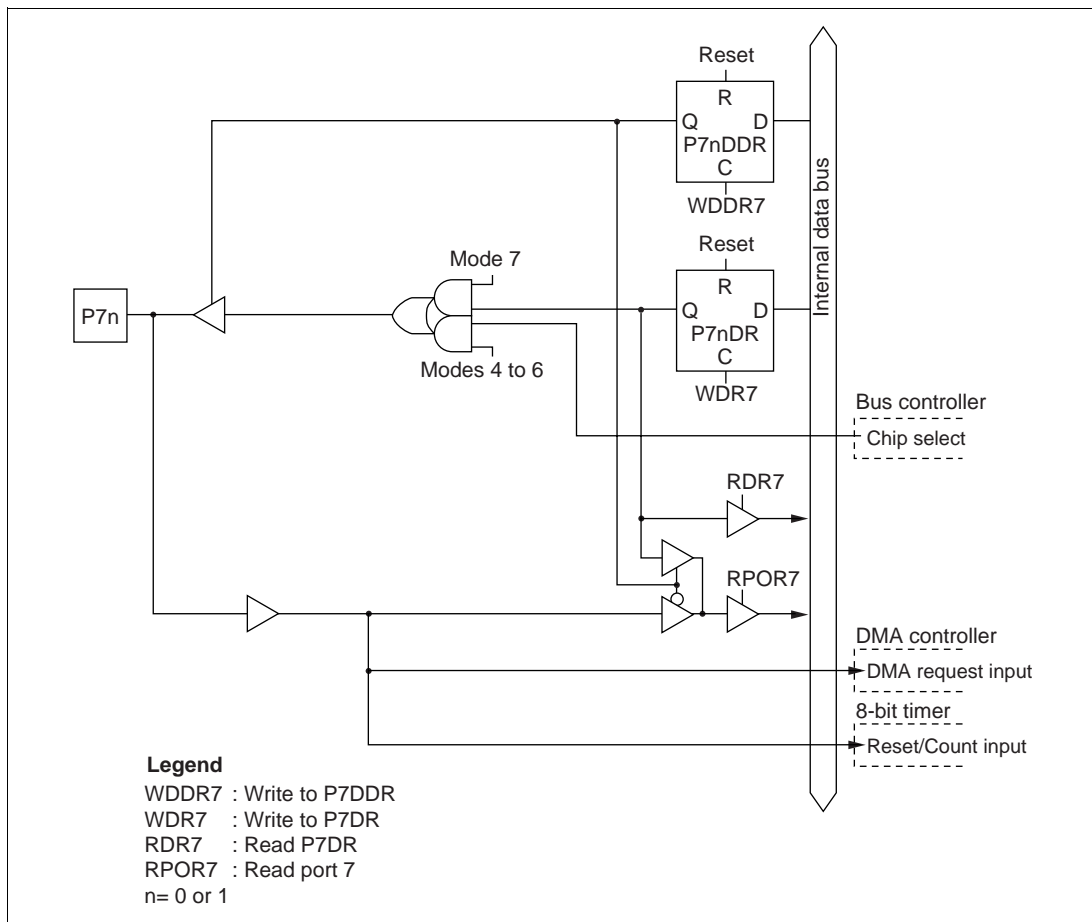 Reset
R
Q D
P7nDDR
C
WDDR7
Internal data bus
Reset
R
Q D
P7nDR
C
WDR7
Mode 7
Modes 4 to 6
P7n
Bus controller
Chip select
RDR7
RPOR7
DMA controller
DMA request input
8-bit timer
Reset/Count input
Legend
WDDR7 : Write to P7DDR
WDR7 : Write to P7DR
RDR7 : Read P7DR
RPOR7 : Read port 7
n= 0 or 1